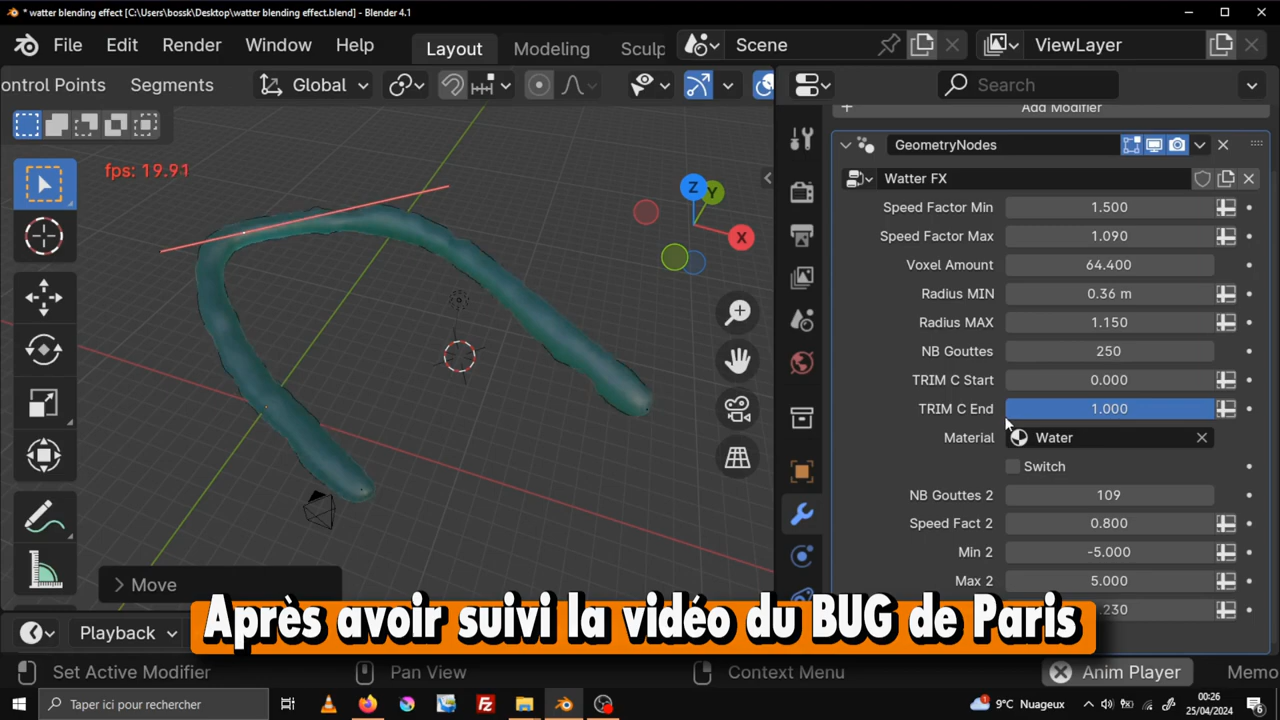 * watter blending effect [C:\Users\bossk\Desktop\watter blending effect.blend] - Blender 4.1
File Edit Render Window Help Layout Modeling Sculp Scene ViewLayer
ontrol Points Segments Global Search
Add Modifier
fps: 19.91
GeometryNodes
Watter FX
Z Y X
Speed Factor Min 1.500
Speed Factor Max 1.090
Voxel Amount 64.400
Radius MIN 0.36 m
Radius MAX 1.150
NB Gouttes 250
TRIM C Start 0.000
TRIM C End 1.000
Material Water
Switch
NB Gouttes 2 109
Speed Fact 2 0.800
Min 2 -5.000
Max 2 5.000
.230
> Move
Après avoir suivi la vidéo du BUG de Paris
Playback
Set Active Modifier Pan View Context Menu Anim Player Memo
Taper ici pour rechercher
9°C Nuageux
00:26
25/04/2024
6